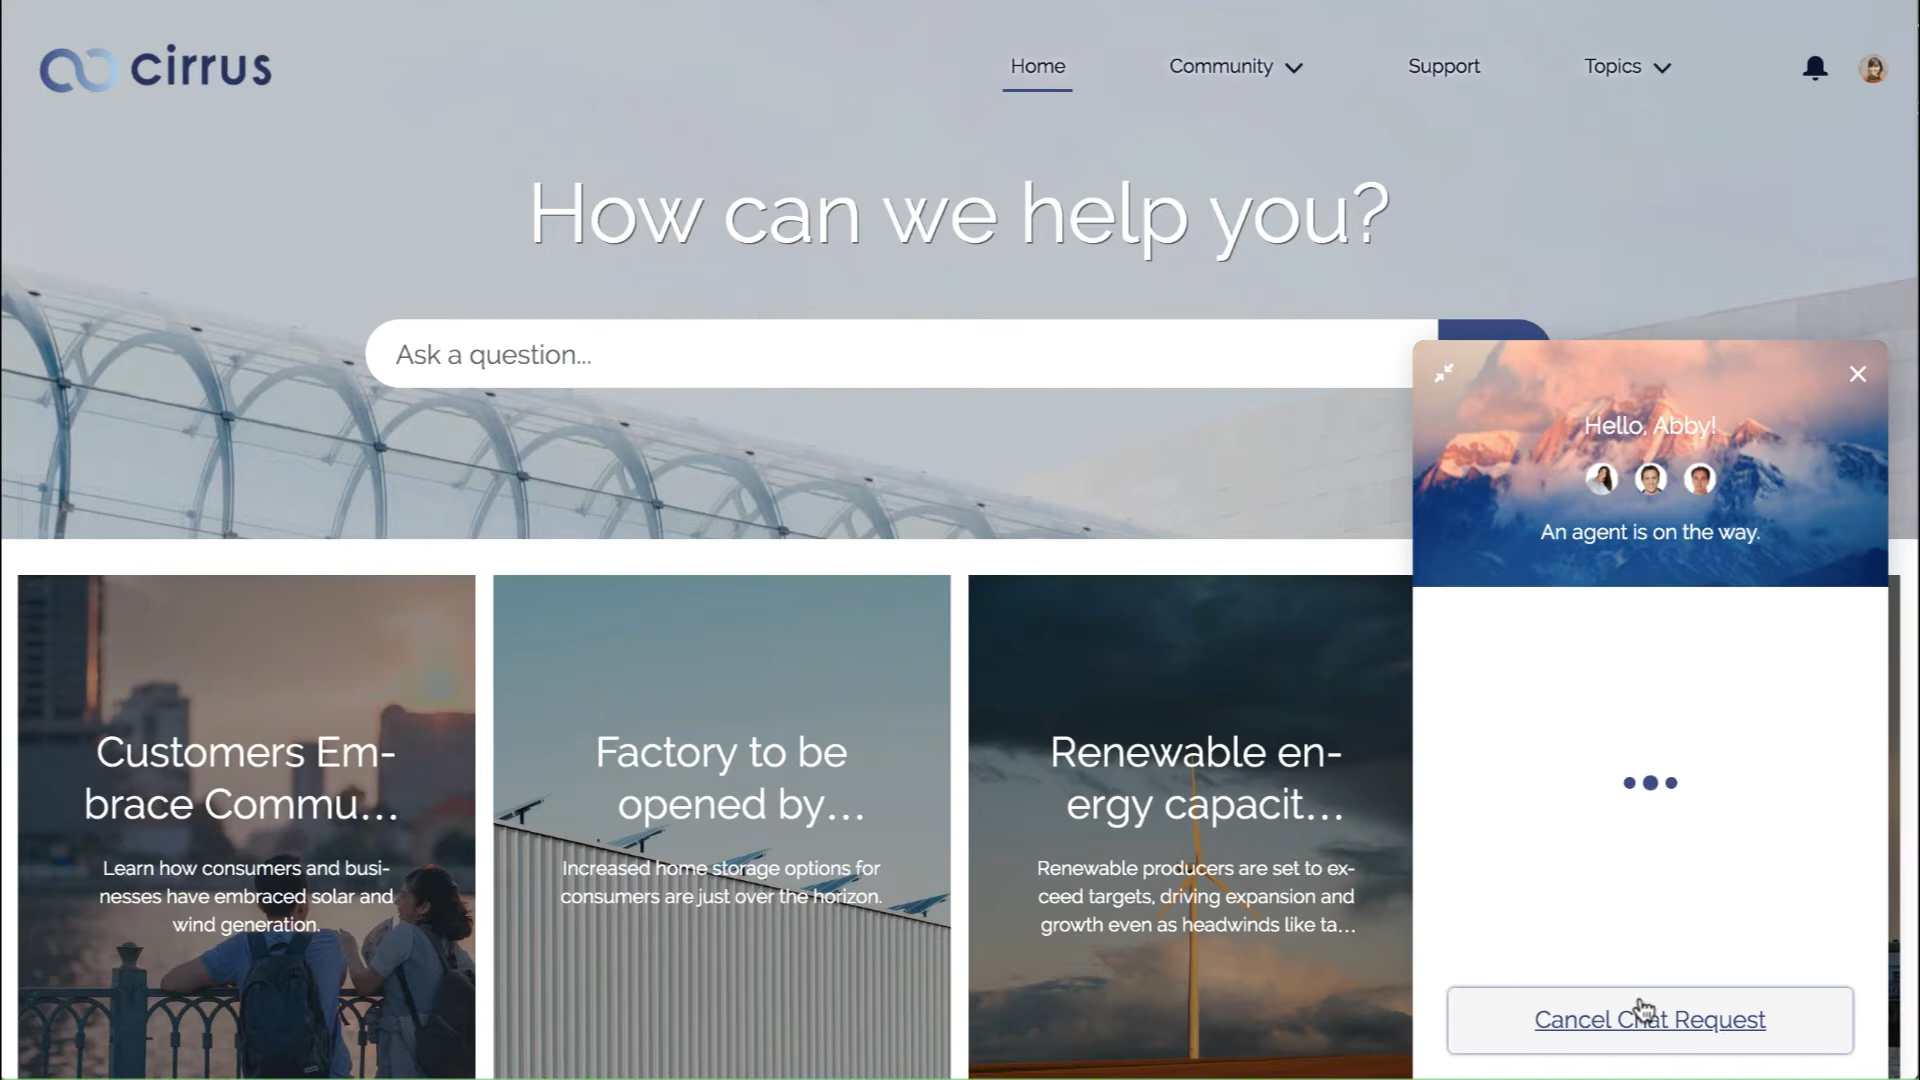 cirrus
Home
Community
Support
Topics
How can we help you?
Ask a question...
Hello, Abby!
An agent is on the way.
Customers Em-
brace Commu...
Learn how consumers and busi-
nesses have embraced solar and
wind generation.
Factory to be
opened by...
Increased home storage options for
consumers are just over the horizon.
Renewable en-
ergy capacit...
Renewable producers are set to ex-
ceed targets, driving expansion and
growth even as headwinds like ta...
Cancel Chat Request